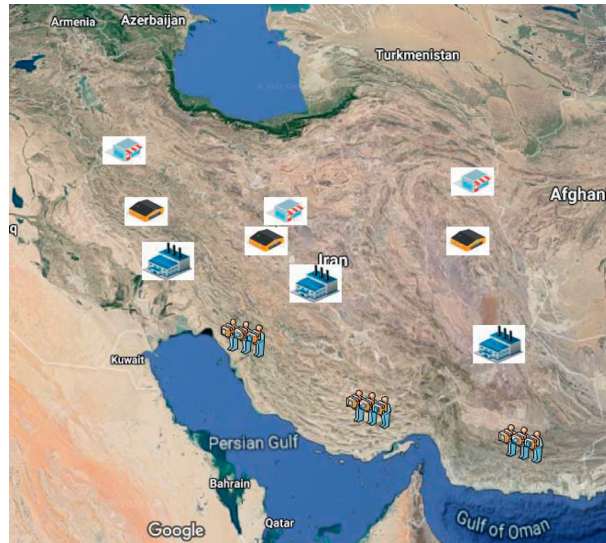 Armenia
Azerbaijan
Turkmenistan
Afghan
q
Iran
Kuwait
Persian Gulf
Bahrain
Qatar
Gulf of Oman
Google